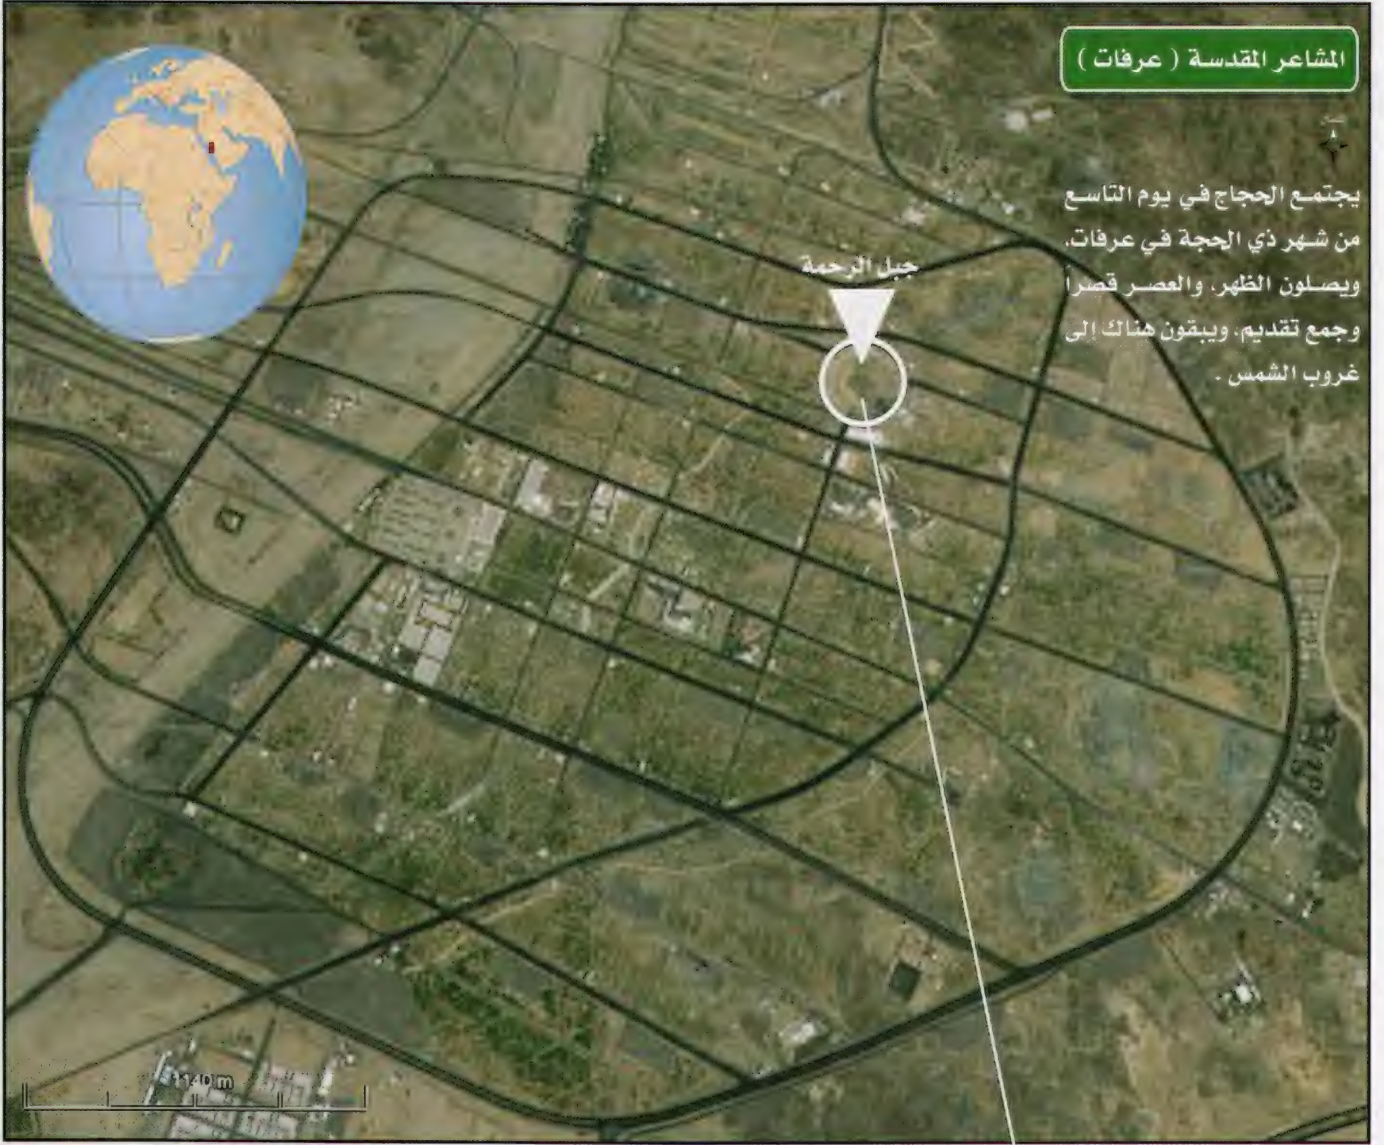 المشاعر المقدسة ( عرفات )
شمال
يجتمع الحجاج في يوم التاسع
من شهر ذي الحجة في عرفات.
ويصلون الظهر، والعصر قصرا
وجمع تقديم، ويبقون هناك إلى
غروب الشمس .
جبل الرحمة
1140 m